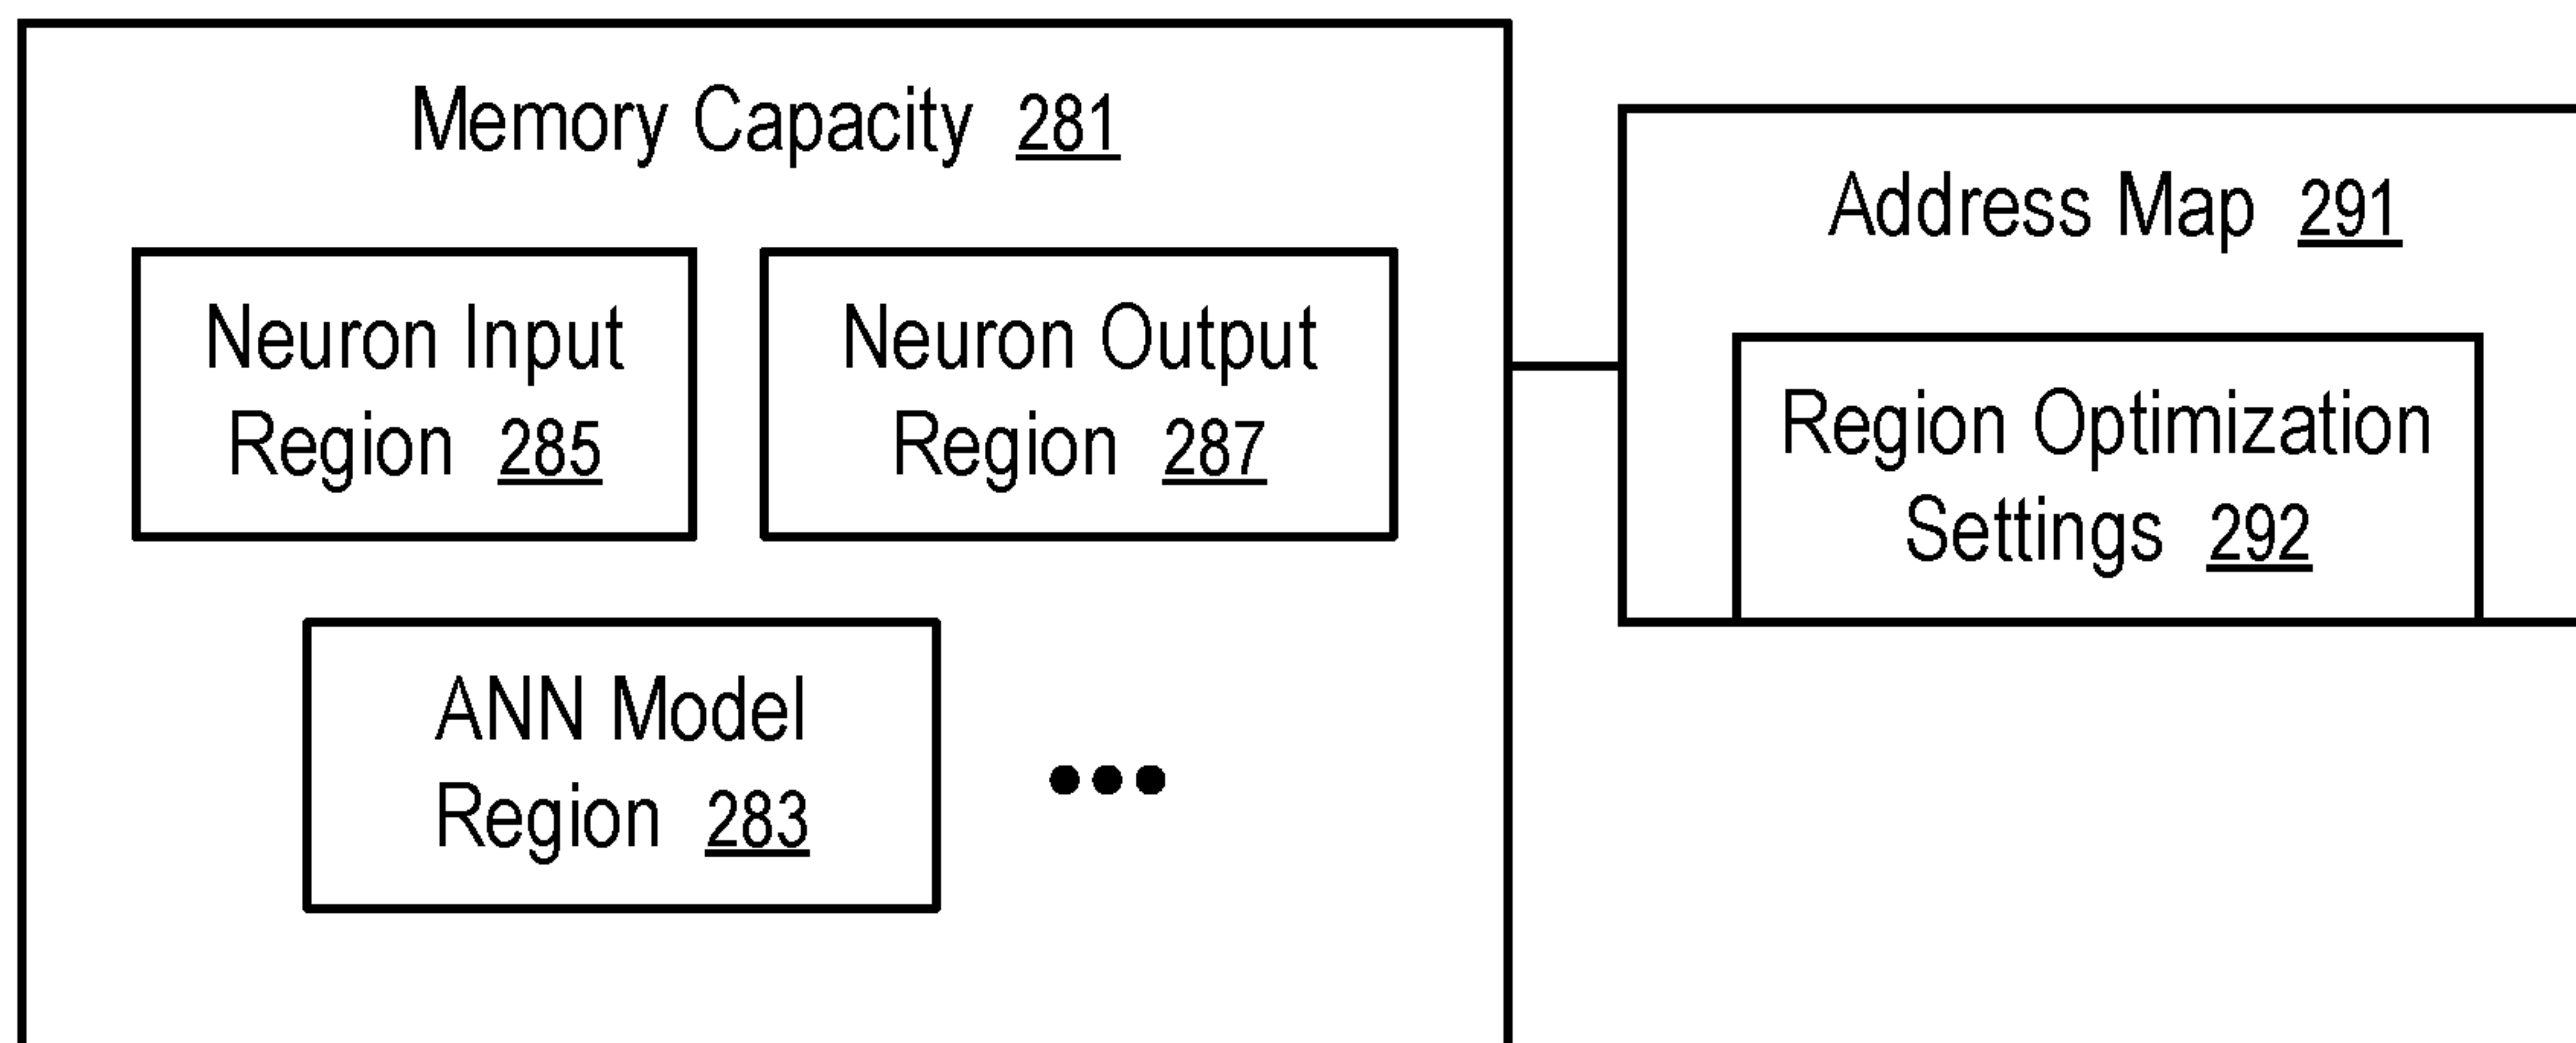 Memory Capacity 281
Neuron Input
Region 285
Neuron Output
Region 287
ANN Model
Region 283
•••
Address Map 291
Region Optimization
Settings 292